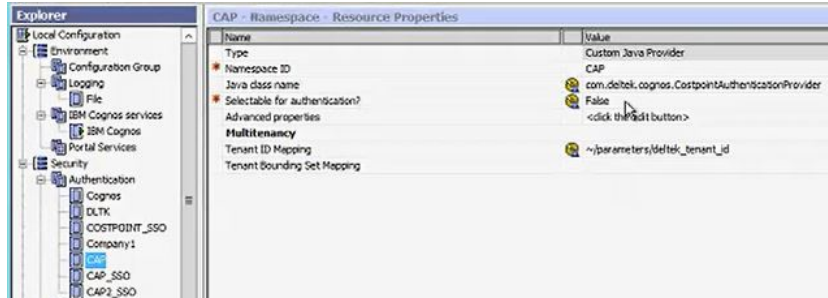 Explorer
Local Configuration
Environment
Configuration Group
Logging
File
IBM Cognos services
IBM Cognos
Portal Services
Security
Authentication
Cognos
DLTK
COSTPOINT_SSO
Company1
CAP
CAP_SSO
CAP2_SSO
CAP - Namespace - Resource Properties
Name Value
Type Custom Java Provider
* Namespace ID CAP
Java class name com.deltek.cognos.CostpointAuthenticationProvider
* Selectable for authentication? False
Advanced properties <click the edit button>
Multitenancy
Tenant ID Mapping ~/parameters/deltek_tenant_id
Tenant Bounding Set Mapping